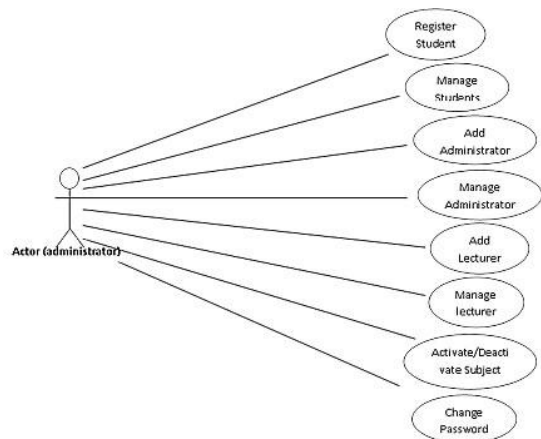 Register
Student
Manage
Students
Add
Administrator
Manage
Administrator
Actor (administrator)
Add
Lecturer
Manage
lecturer
Activate/Deacti
vate Subject
Change
Password